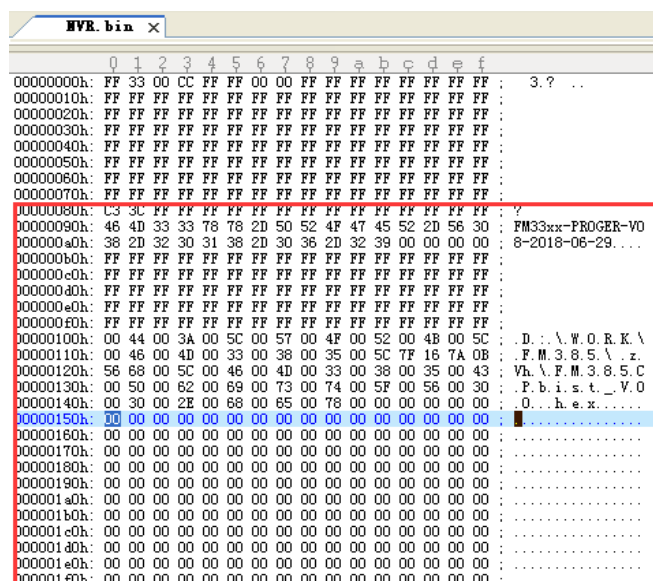 NVR.bin ×
0 1 2 3 4 5 6 7 8 9 a b c d e f
00000000h: FF 33 00 CC FF FF 00 00 FF FF FF FF FF FF FF FF ; 3.? ..
00000010h: FF FF FF FF FF FF FF FF FF FF FF FF FF FF FF FF ;
00000020h: FF FF FF FF FF FF FF FF FF FF FF FF FF FF FF FF ;
00000030h: FF FF FF FF FF FF FF FF FF FF FF FF FF FF FF FF ;
00000040h: FF FF FF FF FF FF FF FF FF FF FF FF FF FF FF FF ;
00000050h: FF FF FF FF FF FF FF FF FF FF FF FF FF FF FF FF ;
00000060h: FF FF FF FF FF FF FF FF FF FF FF FF FF FF FF FF ;
00000070h: FF FF FF FF FF FF FF FF FF FF FF FF FF FF FF FF ;
00000080h: C3 3C FF FF FF FF FF FF FF FF FF FF FF FF FF FF ; ?
00000090h: 46 4D 33 33 78 78 2D 50 52 4F 47 45 52 2D 56 30 ; FM33xx-PROGER-V0
000000a0h: 38 2D 32 30 31 38 2D 30 36 2D 32 39 00 00 00 00 ; 8-2018-06-29....
000000b0h: FF FF FF FF FF FF FF FF FF FF FF FF FF FF FF FF ;
000000c0h: FF FF FF FF FF FF FF FF FF FF FF FF FF FF FF FF ;
000000d0h: FF FF FF FF FF FF FF FF FF FF FF FF FF FF FF FF ;
000000e0h: FF FF FF FF FF FF FF FF FF FF FF FF FF FF FF FF ;
000000f0h: FF FF FF FF FF FF FF FF FF FF FF FF FF FF FF FF ;
00000100h: 00 44 00 3A 00 5C 00 57 00 4F 00 52 00 4B 00 5C ; .D.:.\.W.O.R.K.\
00000110h: 00 46 00 4D 00 33 00 38 00 35 00 5C 7F 16 7A 0B ; .F.M.3.8.5.\ .z.
00000120h: 56 68 00 5C 00 46 00 4D 00 33 00 38 00 35 00 43 ; Vh.\.F.M.3.8.5.C
00000130h: 00 50 00 62 00 69 00 73 00 74 00 5F 00 56 00 30 ; .P.b.i.s.t._.V.0
00000140h: 00 30 00 2E 00 68 00 65 00 78 00 00 00 00 00 00 ; .0...h.e.x......
00000150h: 00 00 00 00 00 00 00 00 00 00 00 00 00 00 00 00 ; ................
00000160h: 00 00 00 00 00 00 00 00 00 00 00 00 00 00 00 00 ; ................
00000170h: 00 00 00 00 00 00 00 00 00 00 00 00 00 00 00 00 ; ................
00000180h: 00 00 00 00 00 00 00 00 00 00 00 00 00 00 00 00 ; ................
00000190h: 00 00 00 00 00 00 00 00 00 00 00 00 00 00 00 00 ; ................
000001a0h: 00 00 00 00 00 00 00 00 00 00 00 00 00 00 00 00 ; ................
000001b0h: 00 00 00 00 00 00 00 00 00 00 00 00 00 00 00 00 ; ................
000001c0h: 00 00 00 00 00 00 00 00 00 00 00 00 00 00 00 00 ; ................
000001d0h: 00 00 00 00 00 00 00 00 00 00 00 00 00 00 00 00 ; ................
000001e0h: 00 00 00 00 00 00 00 00 00 00 00 00 00 00 00 00 ; ................
000001f0h: 00 00 00 00 00 00 00 00 00 00 00 00 00 00 00 00 ; ................